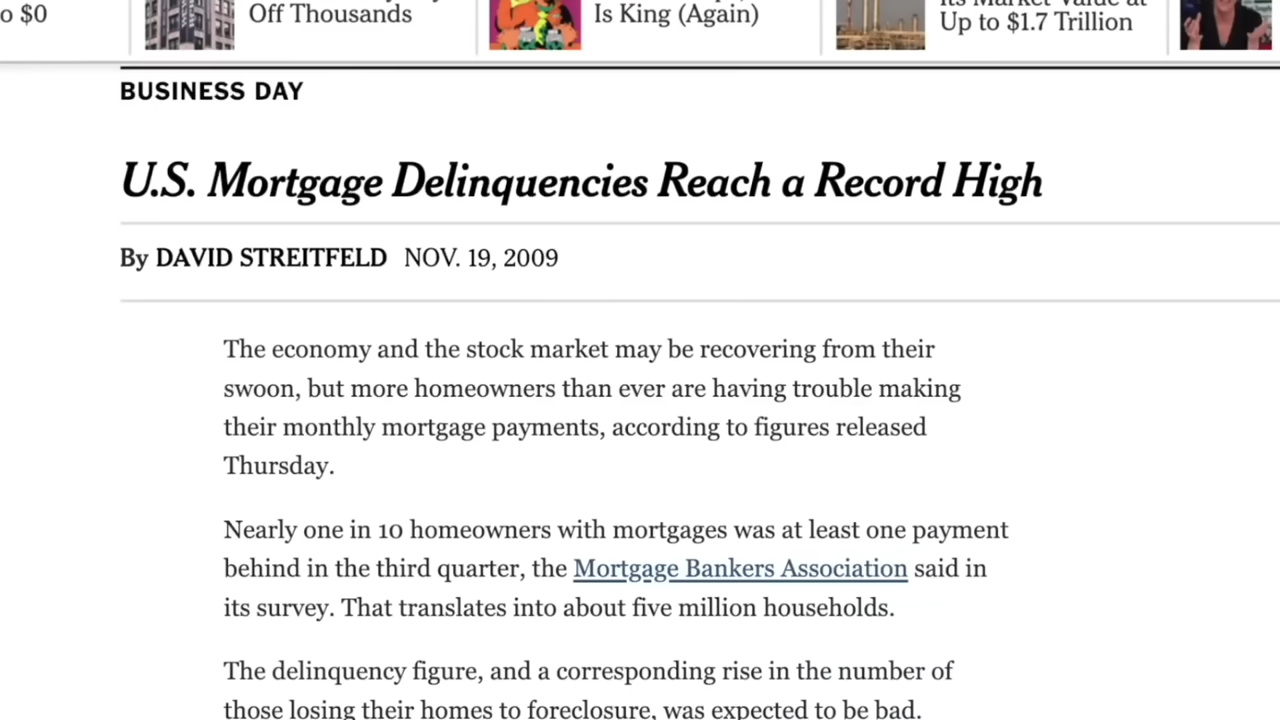 o $0
Off Thousands
Is King (Again)
Its Market Value at
Up to $1.7 Trillion
BUSINESS DAY
U.S. Mortgage Delinquencies Reach a Record High
By DAVID STREITFELD NOV. 19, 2009
The economy and the stock market may be recovering from their
swoon, but more homeowners than ever are having trouble making
their monthly mortgage payments, according to figures released
Thursday.
Nearly one in 10 homeowners with mortgages was at least one payment
behind in the third quarter, the Mortgage Bankers Association said in
its survey. That translates into about five million households.
The delinquency figure, and a corresponding rise in the number of
those losing their homes to foreclosure, was expected to be bad.